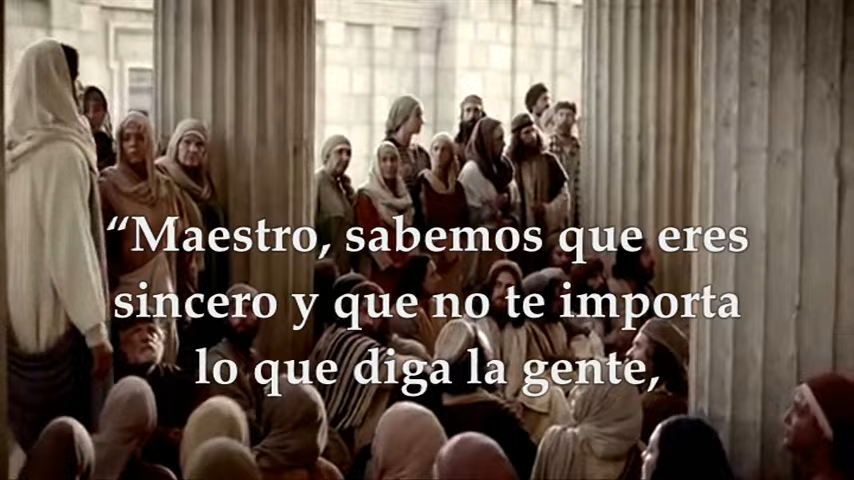 “Maestro, sabemos que eres
sincero y que no te importa
lo que diga la gente,